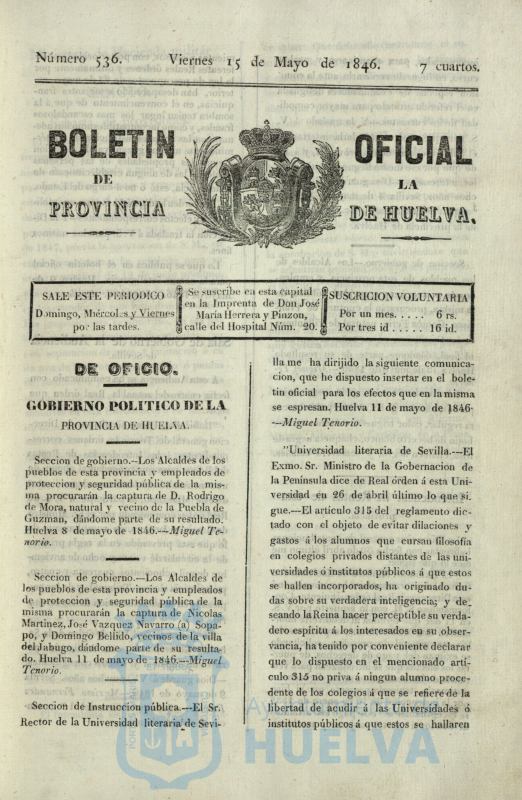 Número 536. Viernes 15 de Mayo de 1846. 7 cuartos.
BOLETIN OFICIAL
DE LA
PROVINCIA DE HUELVA.
SALE ESTE PERIODICO
Domingo, Miércoles y Viernes
por las tardes.
Se suscribe en esta capital
en la Imprenta de Don José
María Herrera y Pinzon,
calle del Hospital Núm. 20.
SUSCRICION VOLUNTARIA
Por un mes. .... 6 rs.
Por tres id ..... 16 id.
DE OFICIO.
GOBIERNO POLITICO DE LA
PROVINCIA DE HUELVA.
Seccion de gobierno.—Los Alcaldes de los
pueblos de esta provincia y empleados de
proteccion y seguridad pública de la mis-
ma procurarán la captura de D. Rodrigo
de Mora, natural y vecino de la Puebla de
Guzman, dándome parte de su resultado.
Huelva 8 de mayo de 1846.—Miguel Te-
norio.
Seccion de gobierno.—Los Alcaldes de
los pueblos de esta provincia y empleados
de proteccion y seguridad pública de la
misma procurarán la captura de Nicolas
Martinez, José Vazquez Navarro (a) Sopa-
po, y Domingo Bellido, vecinos de la villa
del Jabugo, dándome parte de su resulta-
do. Huelva 11 de mayo de 1846.—Miguel
Tenorio.
Seccion de Instruccion pública.—El Sr.
Rector de la Universidad literaria de Sevi-
lla me ha dirijido la siguiente comunica-
cion, que he dispuesto insertar en el bole-
tin oficial para los efectos que en la misma
se espresan. Huelva 11 de mayo de 1846.
—Miguel Tenorio.
"Universidad literaria de Sevilla.—El
Exmo. Sr. Ministro de la Gobernacion de
la Península dice de Real órden á esta Uni-
versidad en 26 de abril último lo que si-
gue.—El artículo 315 del reglamento dic-
tado con el objeto de evitar dilaciones y
gastos á los alumnos que cursan filosofía
en colegios privados distantes de las uni-
versidades ó institutos públicos á que estos
se hallen incorporados, ha originado du-
das sobre su verdadera inteligencia; y de-
seando la Reina hacer perceptible su verda-
dero espíritu á los interesados en su obser-
vancia, ha tenido por conveniente declarar
que lo dispuesto en el mencionado artí-
culo 315 no priva á ningun alumno proce-
dente de los colegios á que se refiere de la
libertad de acudir á las Universidades ó
institutos públicos á que estos se hallaren
Ayuntamiento de
HUELVA